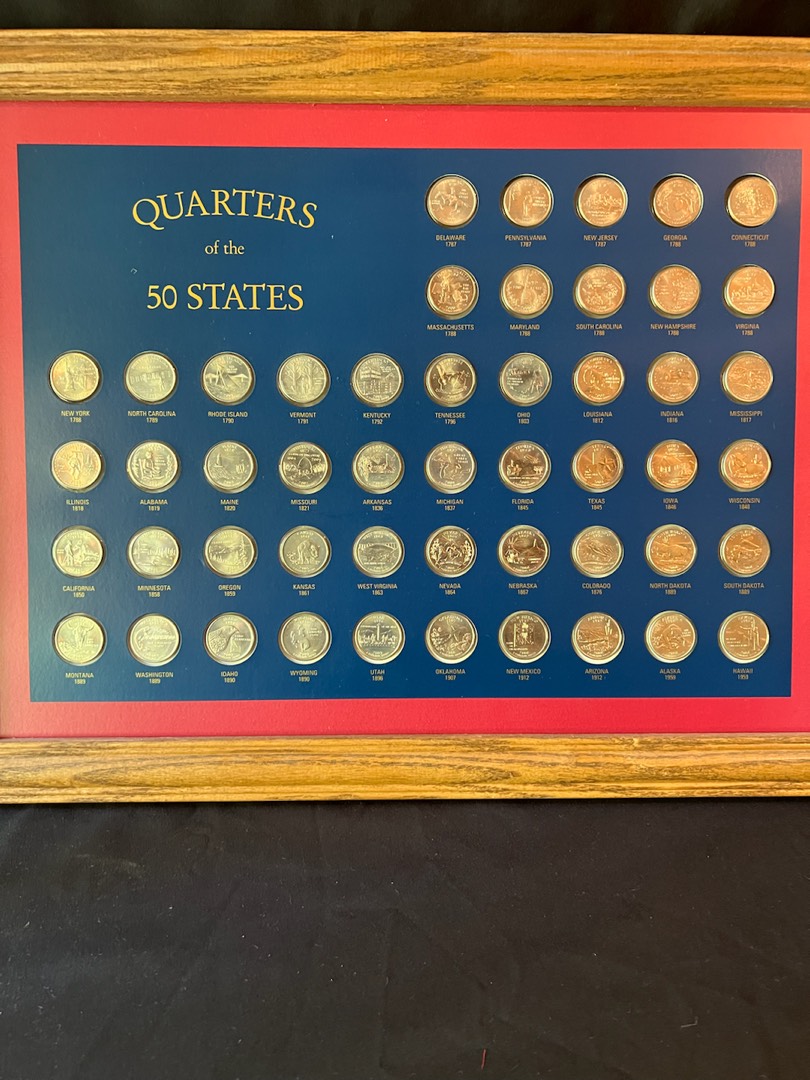 QUARTERS
of the
50 STATES
DELAWARE PENNSYLVANIA NEW JERSEY GEORGIA CONNECTICUT
1787 1787 1787 1788 1788
MASSACHUSETTS MARYLAND SOUTH CAROLINA NEW HAMPSHIRE VIRGINIA
1788 1788 1788 1788 1788
NEW YORK NORTH CAROLINA RHODE ISLAND VERMONT KENTUCKY TENNESSEE OHIO LOUISIANA INDIANA MISSISSIPPI
1788 1789 1790 1791 1792 1796 1803 1812 1816 1817
ILLINOIS ALABAMA MAINE MISSOURI ARKANSAS MICHIGAN FLORIDA TEXAS IOWA WISCONSIN
1818 1819 1820 1821 1836 1837 1845 1845 1846 1848
CALIFORNIA MINNESOTA OREGON KANSAS WEST VIRGINIA NEVADA NEBRASKA COLORADO NORTH DAKOTA SOUTH DAKOTA
1850 1858 1859 1861 1863 1864 1867 1876 1889 1889
MONTANA WASHINGTON IDAHO WYOMING UTAH OKLAHOMA NEW MEXICO ARIZONA ALASKA HAWAII
1889 1889 1890 1890 1896 1907 1912 1912 1959 1959